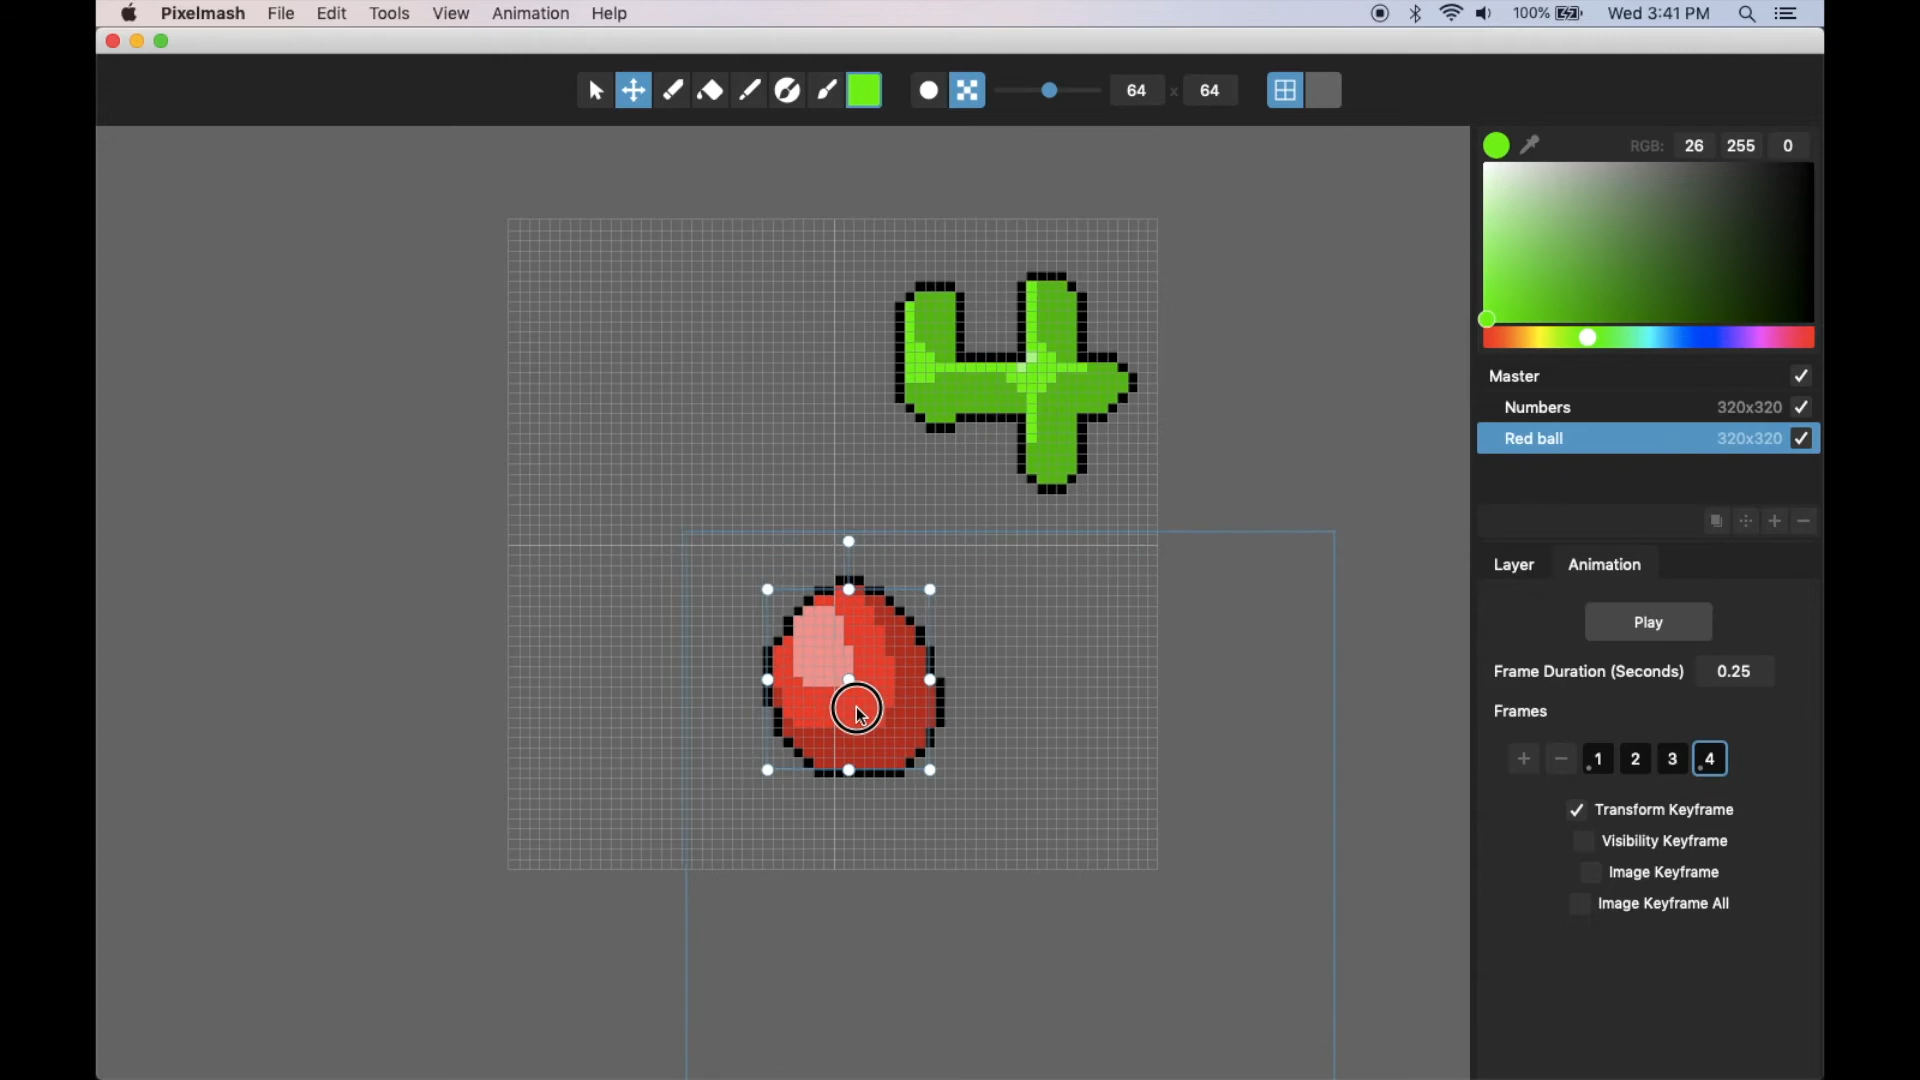 Pixelmash File Edit Tools View Animation Help 100% Wed 3:41 PM
64 x 64
RGB: 26 255 0
4
Master
Numbers 320x320
Red ball 320x320
Layer Animation
Play
Frame Duration (Seconds) 0.25
Frames
+ − 1 2 3 4
Transform Keyframe
Visibility Keyframe
Image Keyframe
Image Keyframe All